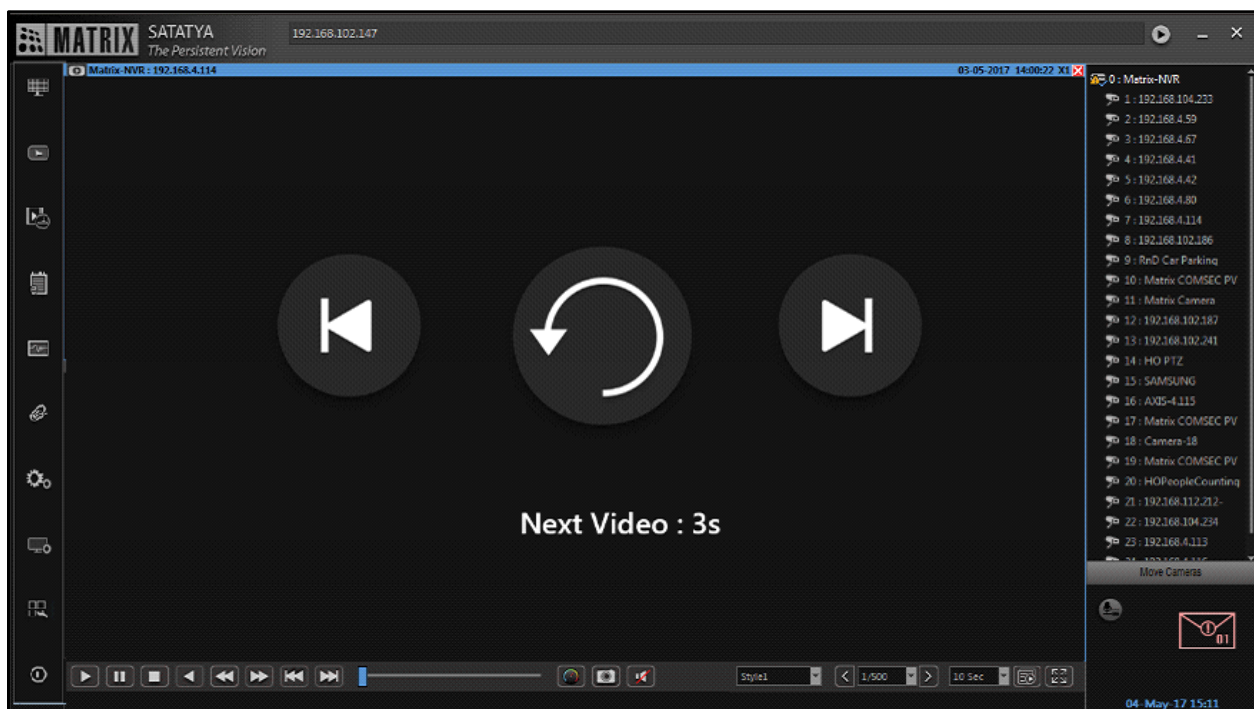 MATRIX
SATATYA
The Persistent Vision
192.168.102.147
Matrix-NVR : 192.168.4.114
03-05-2017 14:00:22 X1
0 : Matrix-NVR
1 : 192.168.104.233
2 : 192.168.4.59
3 : 192.168.4.67
4 : 192.168.4.41
5 : 192.168.4.42
6 : 192.168.4.80
7 : 192.168.4.114
8 : 192.168.102.186
9 : RnD Car Parking
10 : Matrix COMSEC PV
11 : Matrix Camera
12 : 192.168.102.187
13 : 192.168.102.241
14 : HO PTZ
15 : SAMSUNG
16 : AXIS-4.115
17 : Matrix COMSEC PV
18 : Camera-18
19 : Matrix COMSEC PV
20 : HOPeopleCounting
21 : 192.168.112.212-
22 : 192.168.104.234
23 : 192.168.4.113
Move Cameras
Next Video : 3s
01
Style1
1/500
10 Sec
04-May-17 15:11